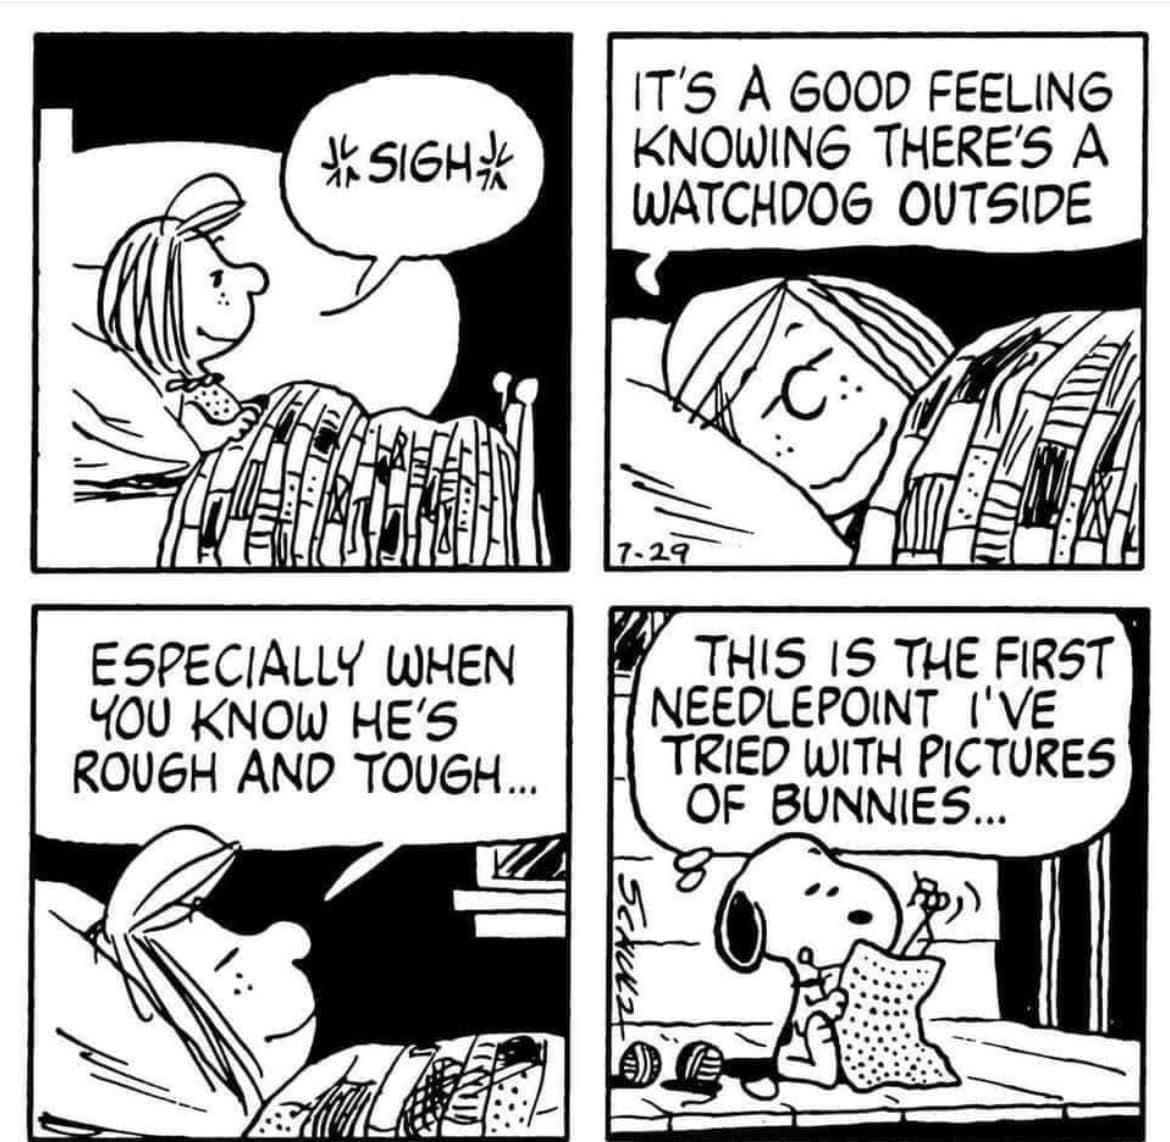 *SIGH*
IT'S A GOOD FEELING
KNOWING THERE'S A
WATCHDOG OUTSIDE
7-29
ESPECIALLY WHEN
YOU KNOW HE'S
ROUGH AND TOUGH...
THIS IS THE FIRST
NEEDLEPOINT I'VE
TRIED WITH PICTURES
OF BUNNIES...
SCHULZ